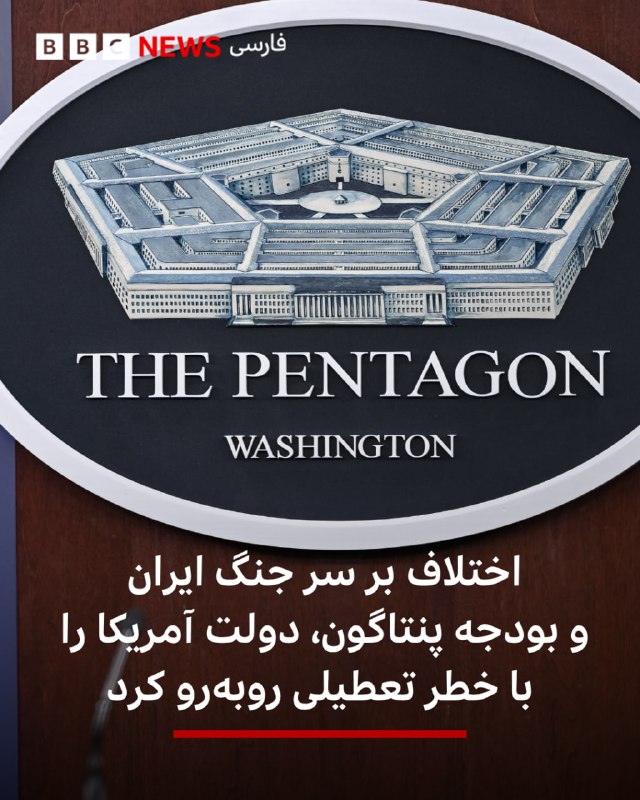 BBC NEWS فارسی
THE PENTAGON
WASHINGTON
اختلاف بر سر جنگ ایران
و بودجه پنتاگون، دولت آمریکا را
با خطر تعطیلی روبه‌رو کرد